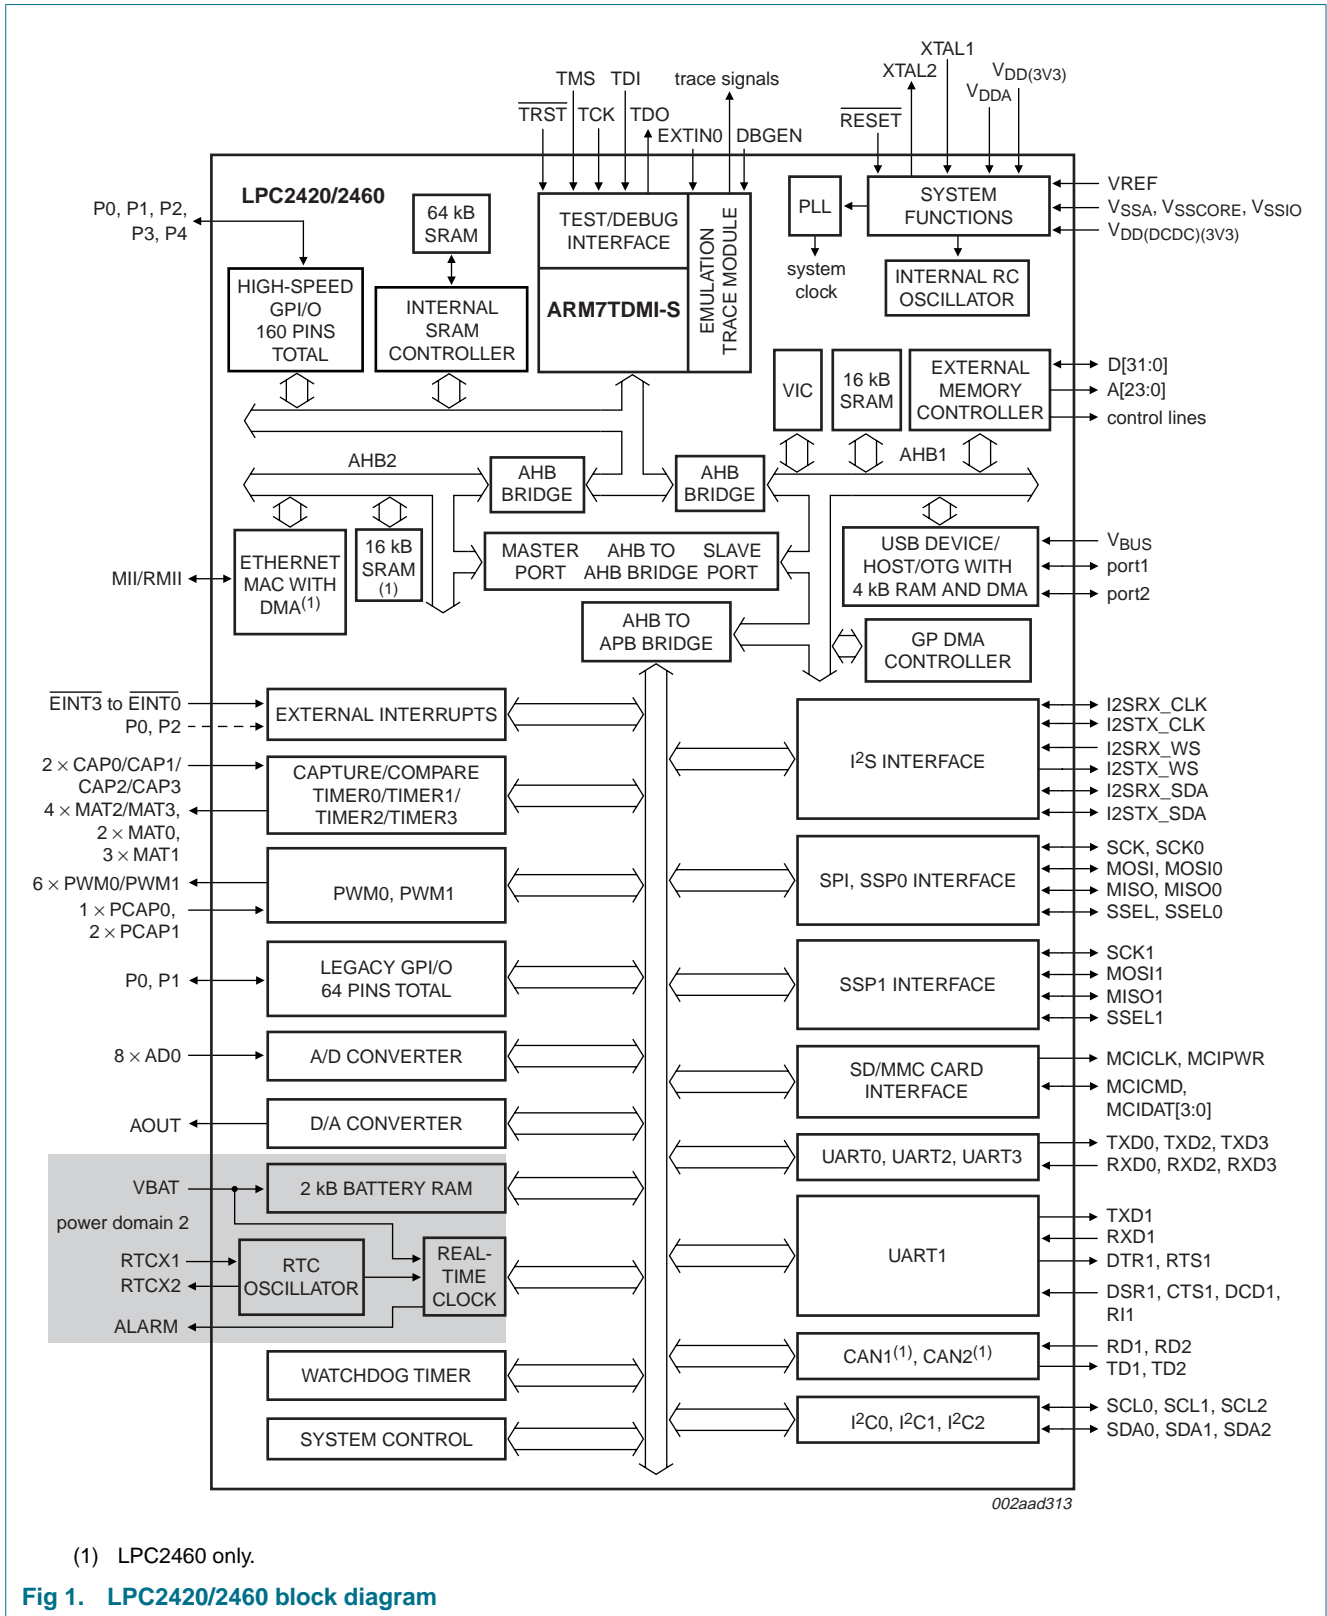 XTAL1
XTAL2
VDD(3V3)
VDDA
RESET
trace signals
TMS TDI
TRST TCK TDO
EXTIN0 DBGEN
LPC2420/2460
P0, P1, P2,
P3, P4
64 kB
SRAM
TEST/DEBUG
INTERFACE
EMULATION
TRACE MODULE
PLL
SYSTEM
FUNCTIONS
VREF
VSSA, VSSCORE, VSSIO
VDD(DCDC)(3V3)
system
clock
INTERNAL RC
OSCILLATOR
HIGH-SPEED
GPI/O
160 PINS
TOTAL
INTERNAL
SRAM
CONTROLLER
ARM7TDMI-S
VIC
16 kB
SRAM
EXTERNAL
MEMORY
CONTROLLER
D[31:0]
A[23:0]
control lines
AHB2
AHB
BRIDGE
AHB
BRIDGE
AHB1
MII/RMII
ETHERNET
MAC WITH
DMA(1)
16 kB
SRAM
(1)
MASTER AHB TO SLAVE
PORT AHB BRIDGE PORT
USB DEVICE/
HOST/OTG WITH
4 kB RAM AND DMA
VBUS
port1
port2
AHB TO
APB BRIDGE
GP DMA
CONTROLLER
EINT3 to EINT0
P0, P2
EXTERNAL INTERRUPTS
2 × CAP0/CAP1/
CAP2/CAP3
4 × MAT2/MAT3,
2 × MAT0,
3 × MAT1
CAPTURE/COMPARE
TIMER0/TIMER1/
TIMER2/TIMER3
6 × PWM0/PWM1
1 × PCAP0,
2 × PCAP1
PWM0, PWM1
P0, P1
LEGACY GPI/O
64 PINS TOTAL
8 × AD0
A/D CONVERTER
AOUT
D/A CONVERTER
VBAT
2 kB BATTERY RAM
power domain 2
RTCX1
RTCX2
RTC
OSCILLATOR
REAL-
TIME
CLOCK
ALARM
WATCHDOG TIMER
SYSTEM CONTROL
I2S INTERFACE
I2SRX_CLK
I2STX_CLK
I2SRX_WS
I2STX_WS
I2SRX_SDA
I2STX_SDA
SPI, SSP0 INTERFACE
SCK, SCK0
MOSI, MOSI0
MISO, MISO0
SSEL, SSEL0
SSP1 INTERFACE
SCK1
MOSI1
MISO1
SSEL1
SD/MMC CARD
INTERFACE
MCICLK, MCIPWR
MCICMD,
MCIDAT[3:0]
UART0, UART2, UART3
TXD0, TXD2, TXD3
RXD0, RXD2, RXD3
UART1
TXD1
RXD1
DTR1, RTS1
DSR1, CTS1, DCD1,
RI1
CAN1(1), CAN2(1)
RD1, RD2
TD1, TD2
I2C0, I2C1, I2C2
SCL0, SCL1, SCL2
SDA0, SDA1, SDA2
002aad313
(1) LPC2460 only.
Fig 1. LPC2420/2460 block diagram